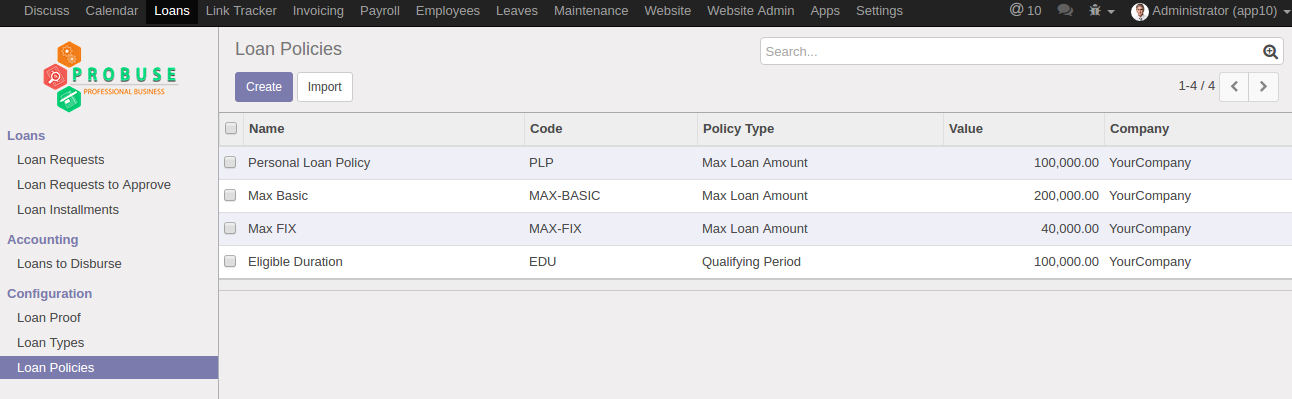 Discuss Calendar Loans Link Tracker Invoicing Payroll Employees Leaves Maintenance Website Website Admin Apps Settings @ 10 Administrator (app10)
PROBUSE
PROFESSIONAL BUSINESS
Loans
Loan Requests
Loan Requests to Approve
Loan Installments
Accounting
Loans to Disburse
Configuration
Loan Proof
Loan Types
Loan Policies
Loan Policies
Search...
Create Import
1-4 / 4
Name Code Policy Type Value Company
Personal Loan Policy PLP Max Loan Amount 100,000.00 YourCompany
Max Basic MAX-BASIC Max Loan Amount 200,000.00 YourCompany
Max FIX MAX-FIX Max Loan Amount 40,000.00 YourCompany
Eligible Duration EDU Qualifying Period 100,000.00 YourCompany